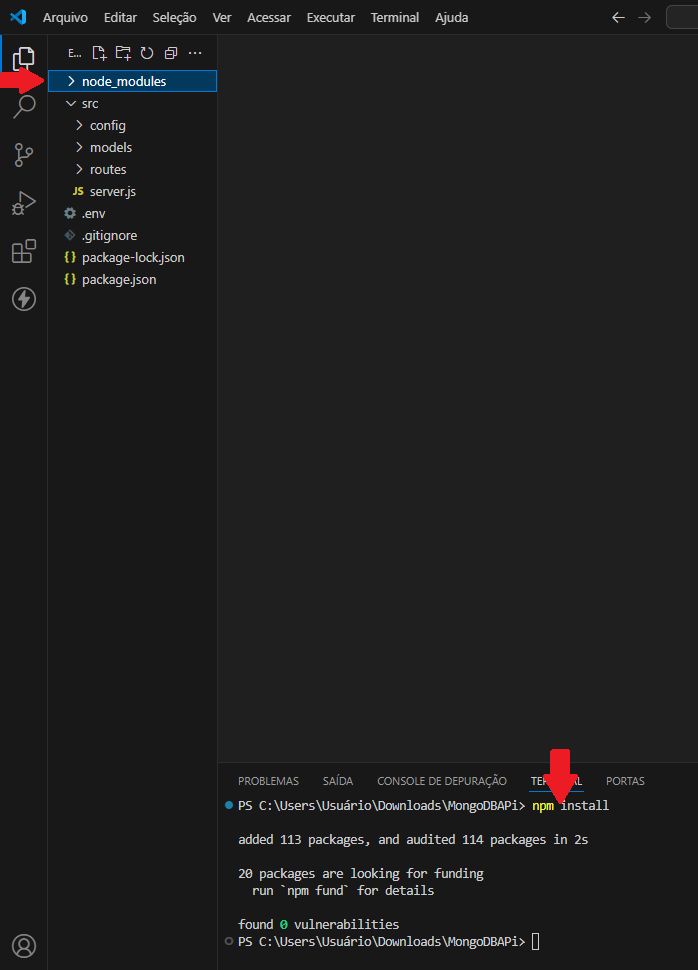 Arquivo Editar Seleção Ver Acessar Executar Terminal Ajuda
E...
node_modules
src
config
models
routes
JS server.js
.env
.gitignore
{} package-lock.json
{} package.json
PROBLEMAS SAÍDA CONSOLE DE DEPURAÇÃO PORTAS
PS C:\Users\Usuário\Downloads\MongoDBAPi> npm install
added 113 packages, and audited 114 packages in 2s
20 packages are looking for funding
run `npm fund` for details
found 0 vulnerabilities
PS C:\Users\Usuário\Downloads\MongoDBAPi>